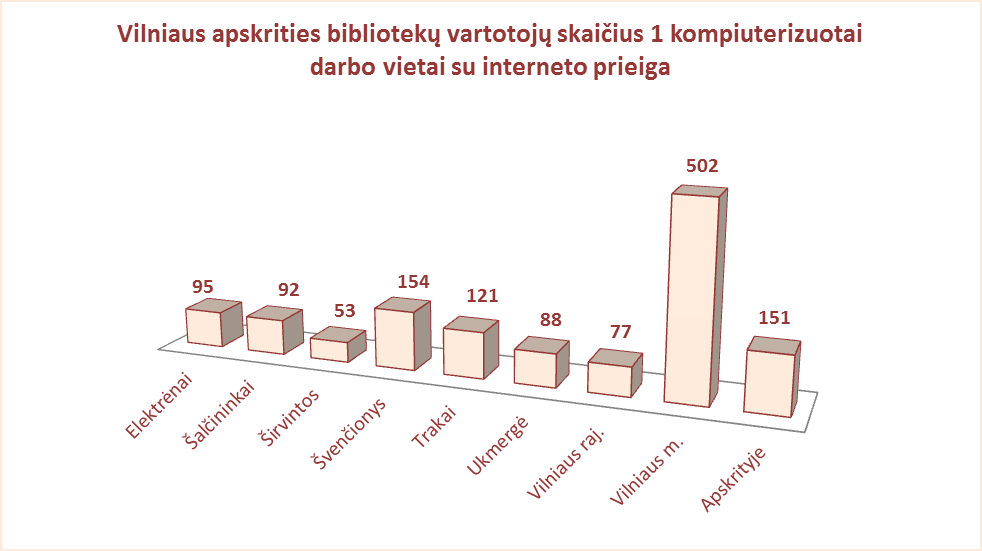 Vilniaus apskrities bibliotekų vartotojų skaičius 1 kompiuterizuotai
darbo vietai su interneto prieiga
502
95
92
53
154
121
88
77
151
Elektrėnai
Šalčininkai
Širvintos
Švenčionys
Trakai
Ukmergė
Vilniaus raj.
Vilniaus m.
Apskrityje